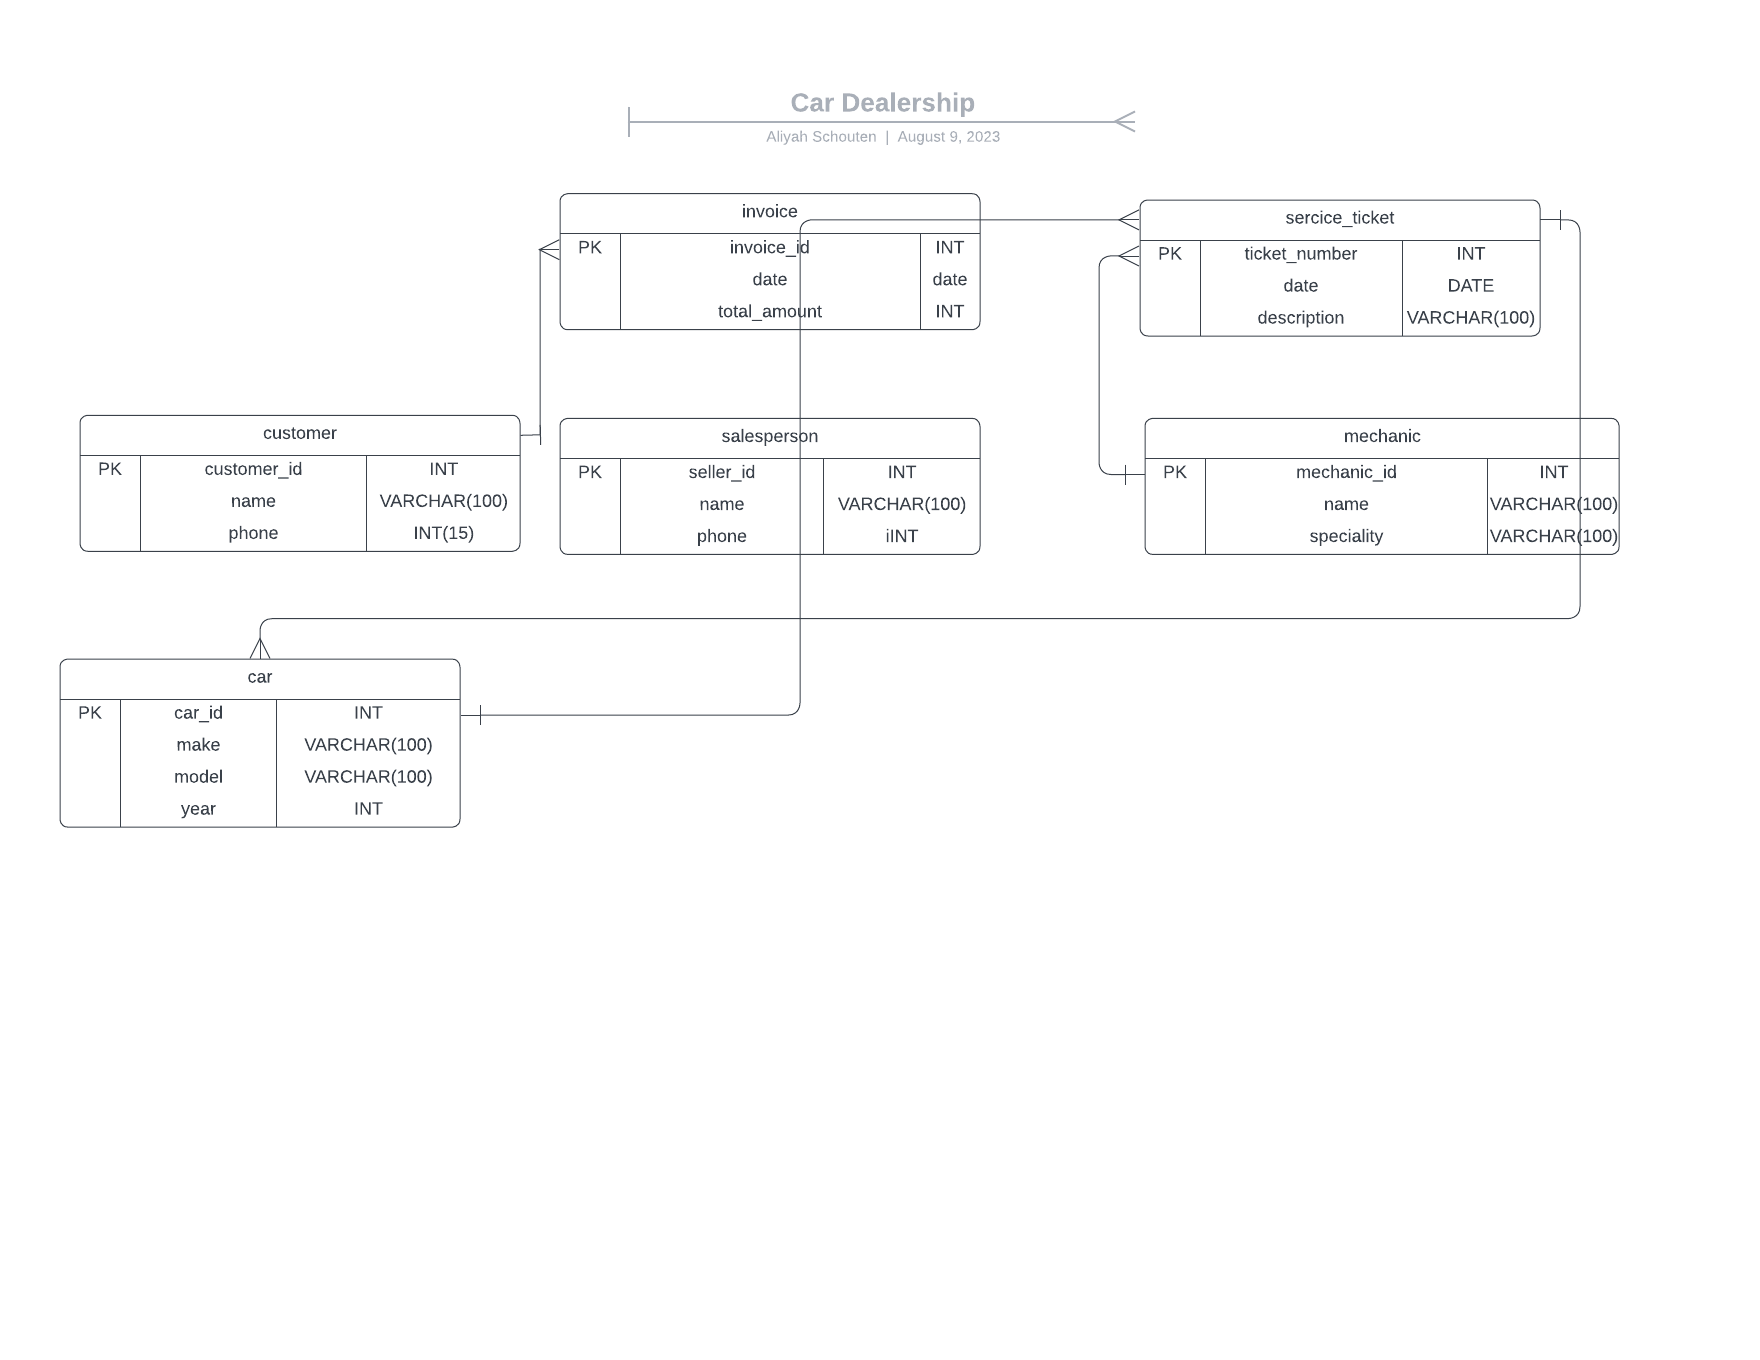 Car Dealership
Aliyah Schouten | August 9, 2023
invoice
PK invoice_id INT
date date
total_amount INT
sercice_ticket
PK ticket_number INT
date DATE
description VARCHAR(100)
customer
PK customer_id INT
name VARCHAR(100)
phone INT(15)
salesperson
PK seller_id INT
name VARCHAR(100)
phone iINT
mechanic
PK mechanic_id INT
name VARCHAR(100)
speciality VARCHAR(100)
car
PK car_id INT
make VARCHAR(100)
model VARCHAR(100)
year INT